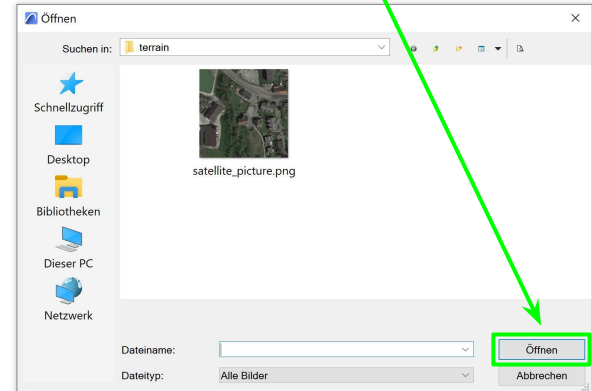 Öffnen
Suchen in:
terrain
Schnellzugriff
Desktop
Bibliotheken
Dieser PC
Netzwerk
satellite_picture.png
Dateiname:
Öffnen
Dateityp:
Alle Bilder
Abbrechen